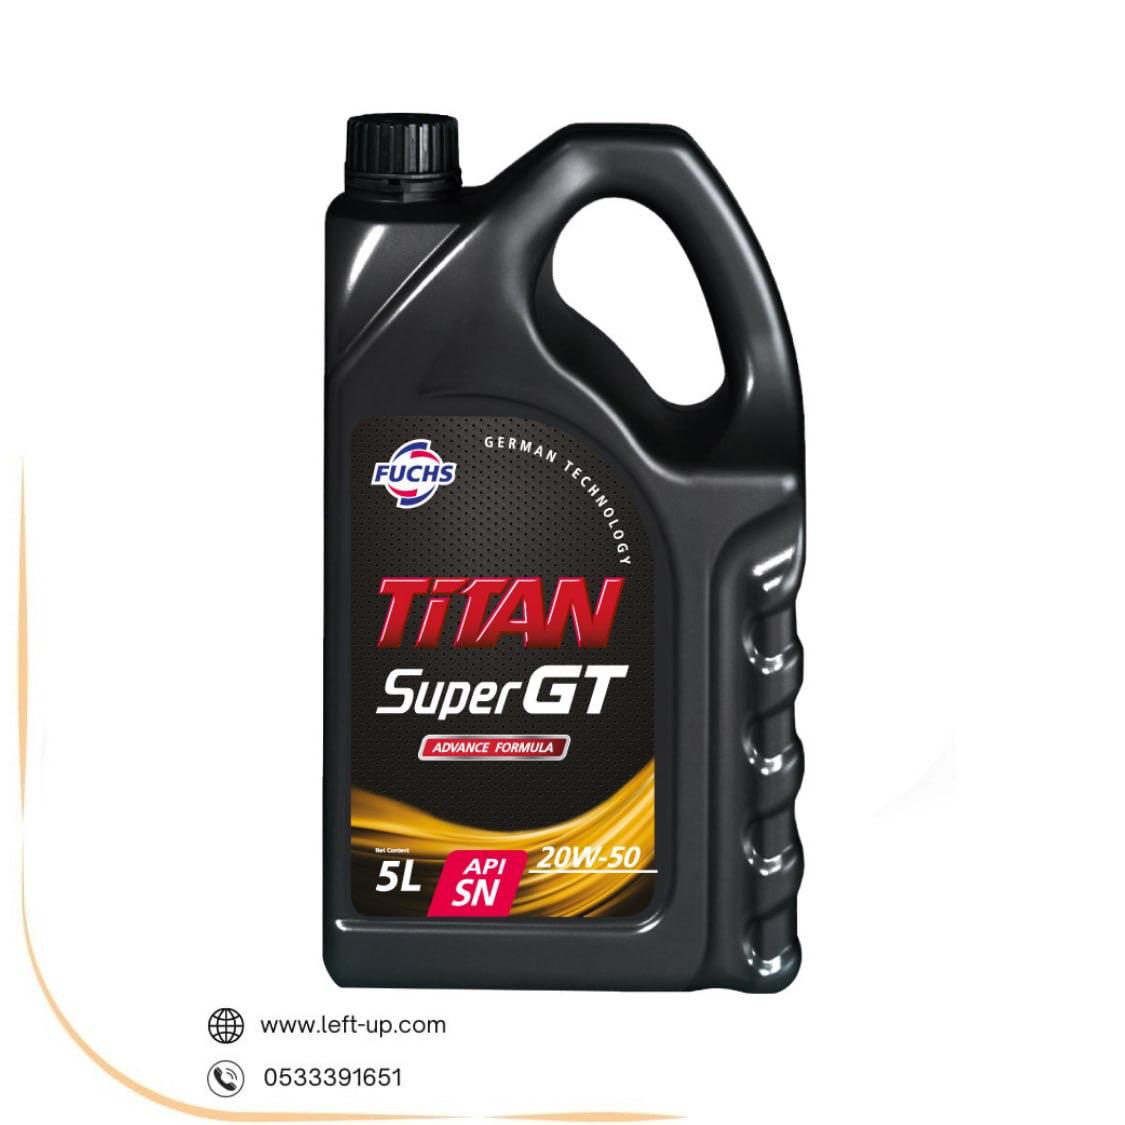 FUCHS
GERMAN TECHNOLOGY
TiTAN
Super GT
ADVANCE FORMULA
Net Content
5L
API
SN
20W-50
www.left-up.com
0533391651